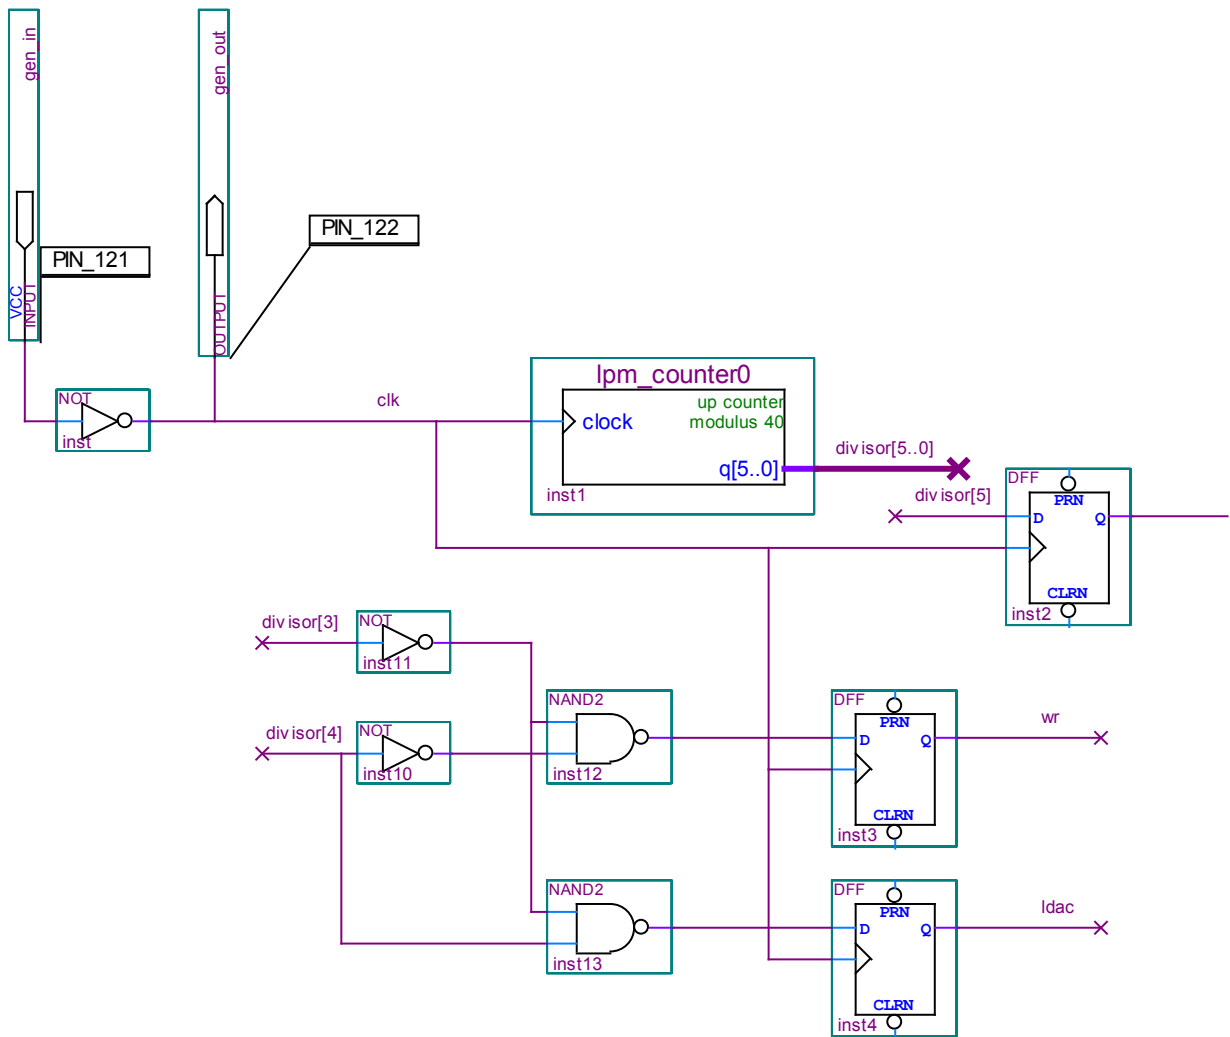 gen_in
gen_out
PIN_122
PIN_121
VCC
INPUT
OUTPUT
lpm_counter0
NOT
inst
clk
up counter
modulus 40
clock
q[5..0]
inst1
divisor[5..0]
divisor[5]
DFF
PRN
D
Q
CLRN
inst2
divisor[3]
NOT
inst11
NAND2
inst12
DFF
PRN
D
Q
CLRN
inst3
wr
divisor[4]
NOT
inst10
NAND2
inst13
DFF
PRN
D
Q
CLRN
inst4
ldac